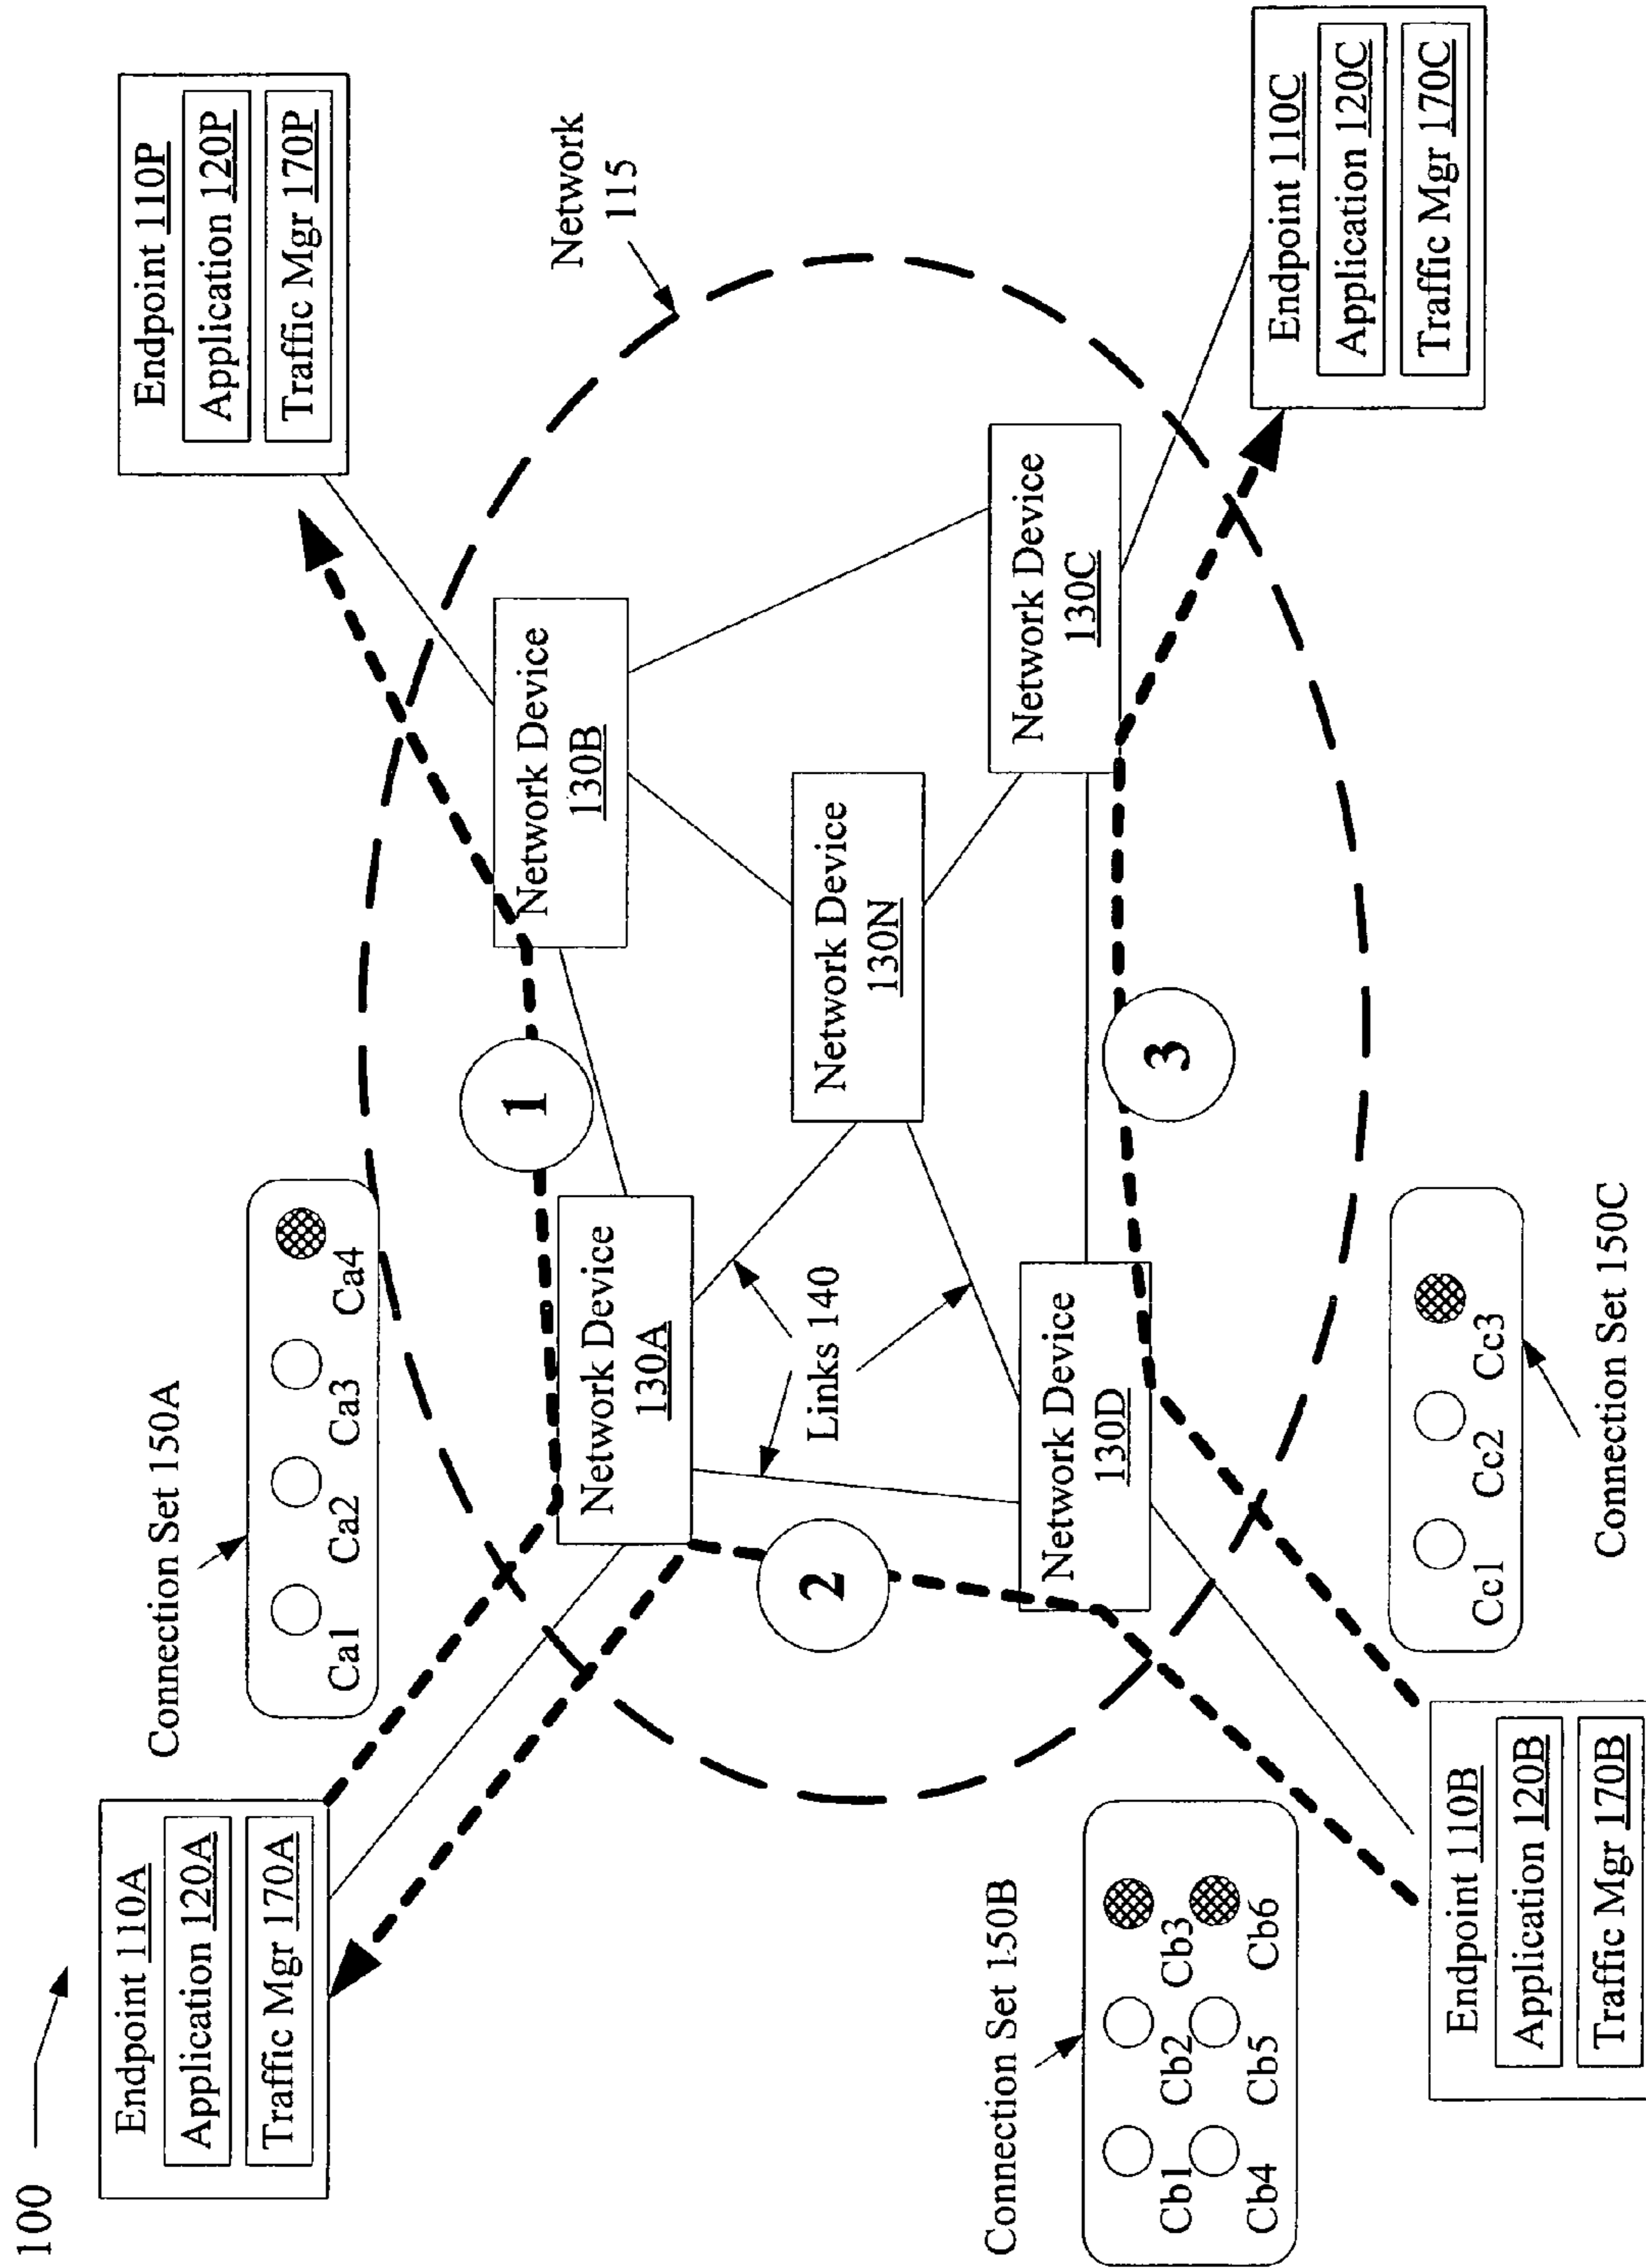 100
Endpoint 110A
Application 120A
Traffic Mgr 170A
Connection Set 150A
Ca1
Ca2
Ca3
Ca4
Endpoint 110P
Application 120P
Traffic Mgr 170P
Network
115
1
Network Device
130A
Network Device
130B
Links 140
Network Device
130N
2
Network Device
130D
Network Device
130C
3
Connection Set 150B
Cb1
Cb2
Cb3
Cb4
Cb5
Cb6
Endpoint 110B
Application 120B
Traffic Mgr 170B
Cc1
Cc2
Cc3
Connection Set 150C
Endpoint 110C
Application 120C
Traffic Mgr 170C